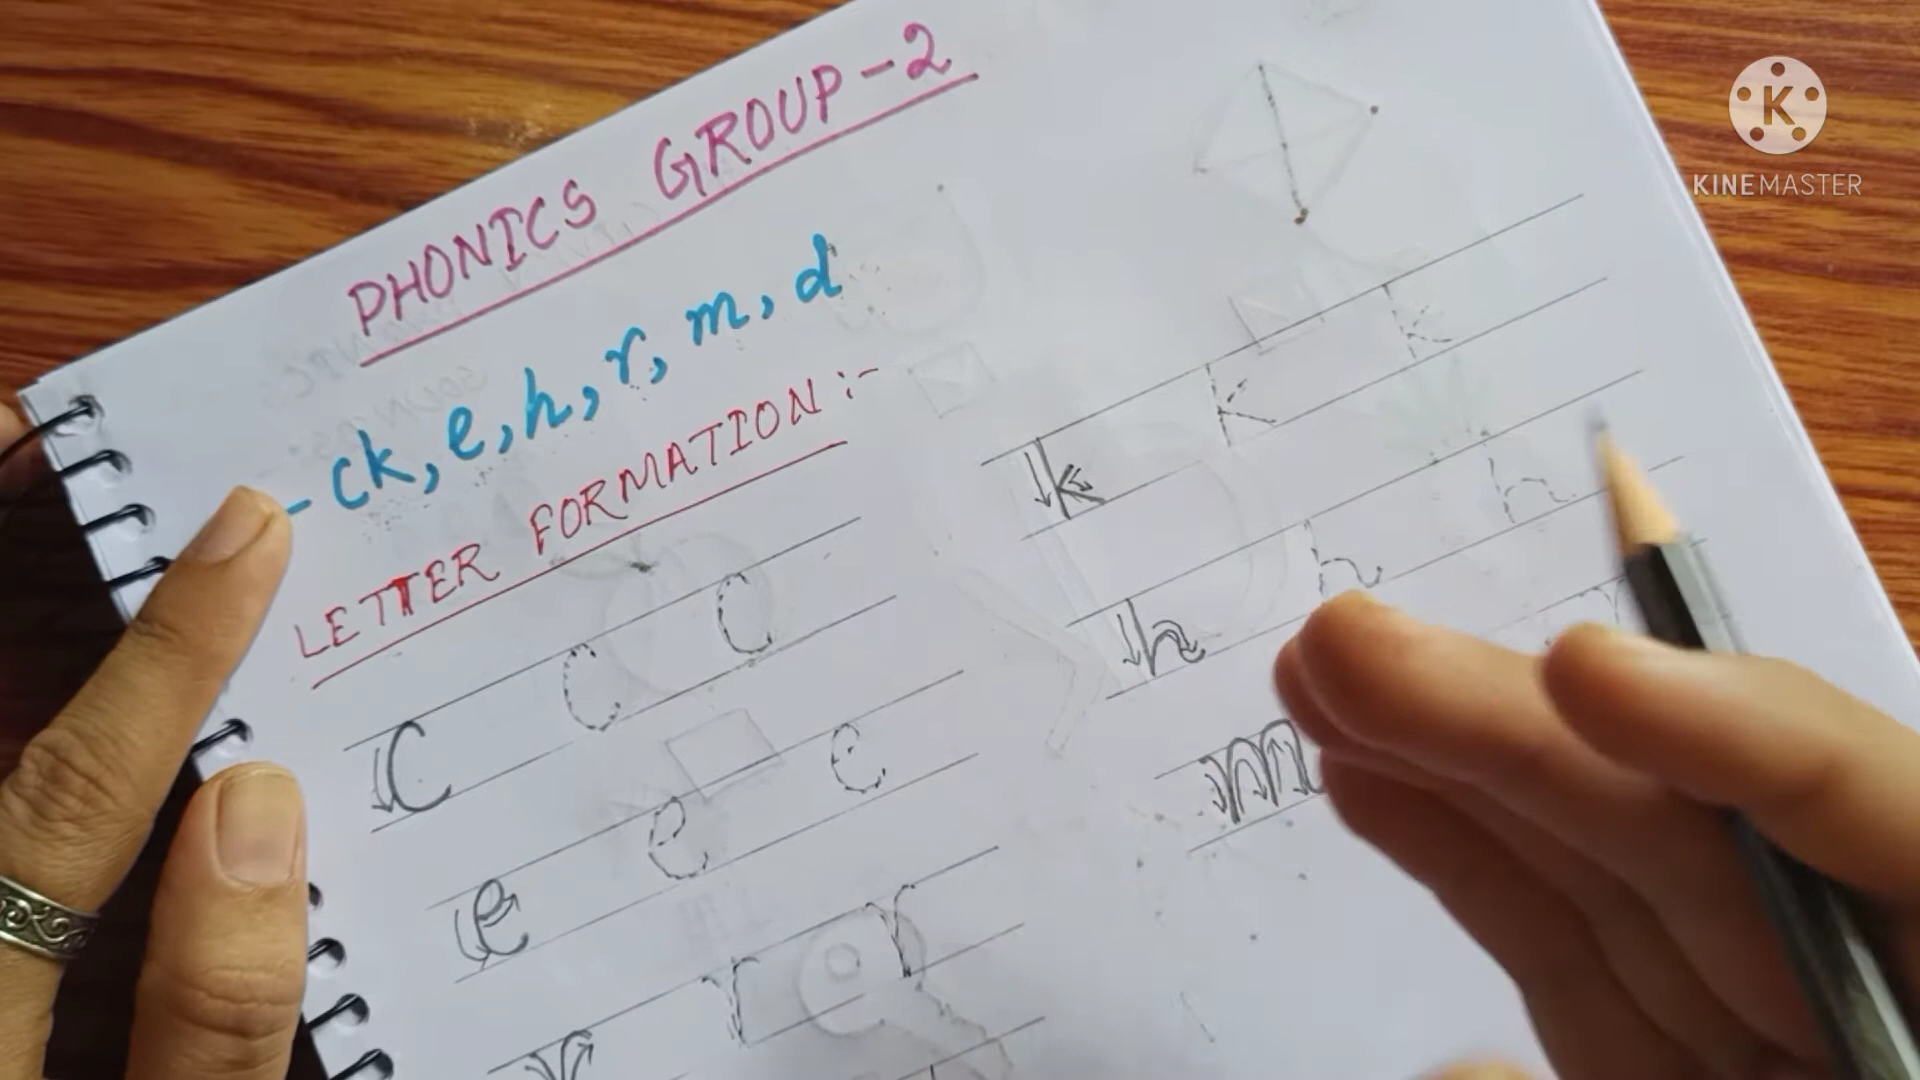 PHONICS GROUP-2
- ck, e, h, r, m, d
LETTER FORMATION :-
c c c
e e e
r r r
k k k
h h h
m
K
KINEMASTER